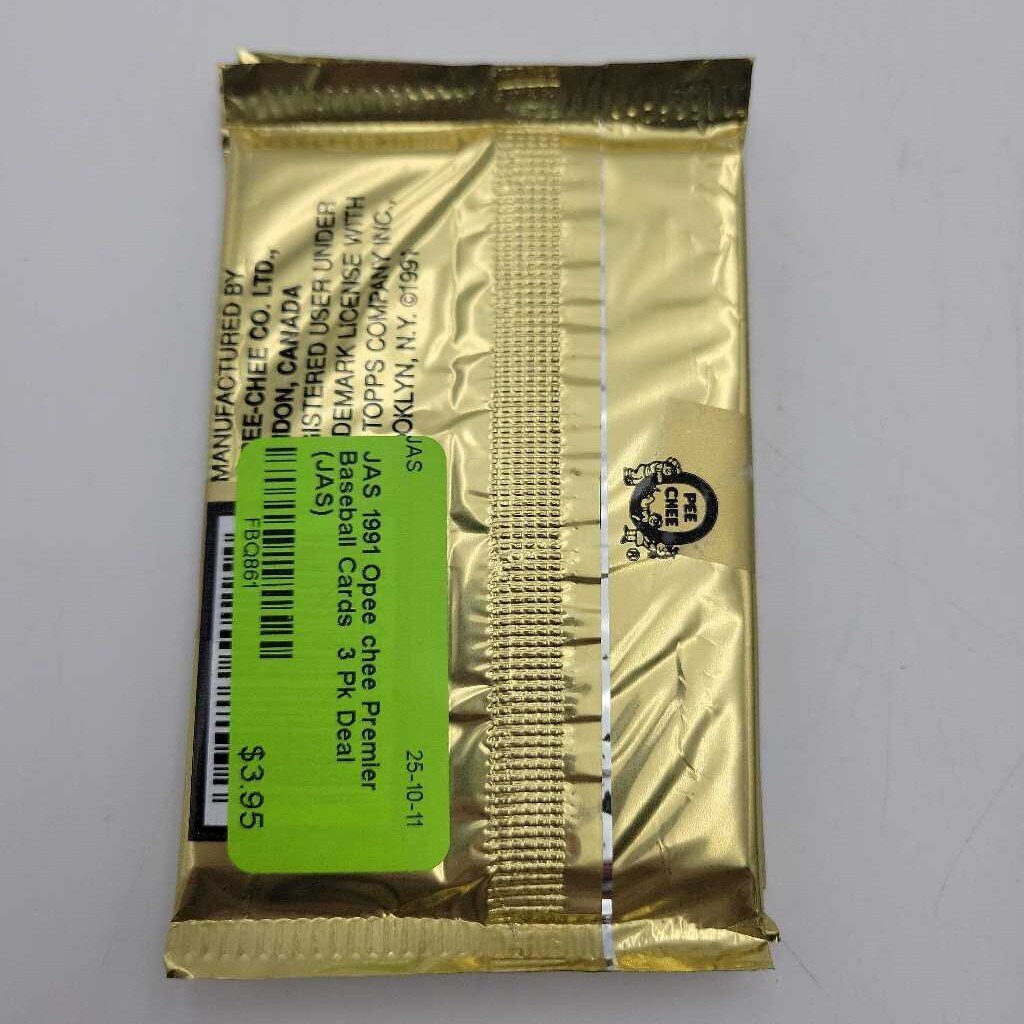 MANUFACTURED BY
EE-CHEE CO. LTD.,
DON, CANADA
ISTERED USER UNDER
DEMARK LICENSE WITH
TOPPS COMPANY INC.,
OKLYN, N.Y. ©1991
JAS 25-10-11
JAS 1991 Opee chee Premier
Baseball Cards 3 Pk Deal
(JAS)
FBQ861
$3.95
O
PEE
CHEE
®